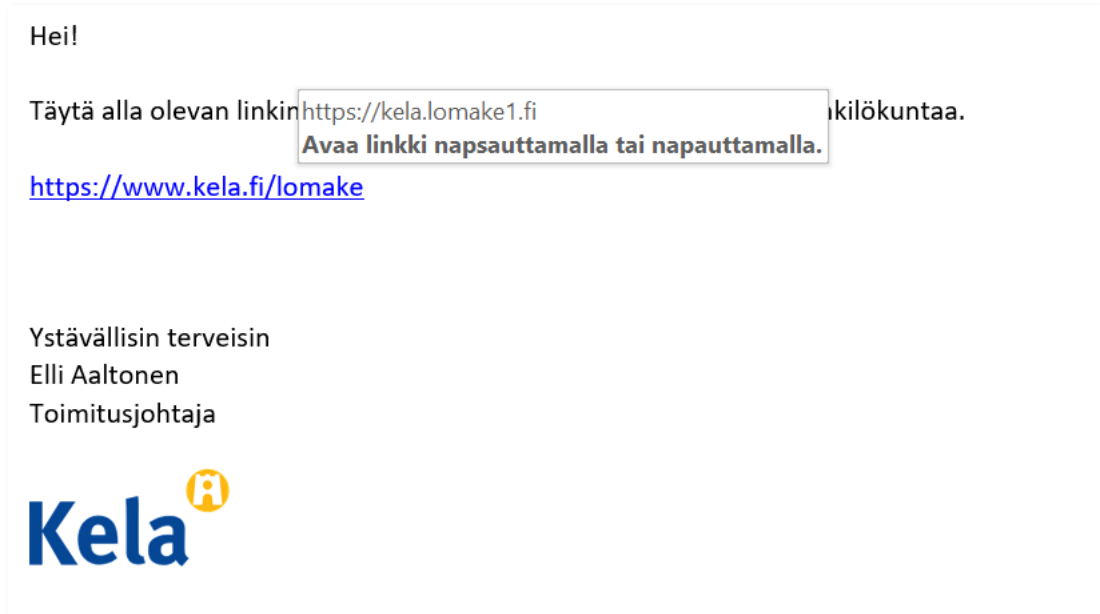 Hei!
Täytä alla olevan linkin
https://kela.lomake1.fi
Avaa linkki napsauttamalla tai napauttamalla.
https://www.kela.fi/lomake
Ystävällisin terveisin
Elli Aaltonen
Toimitusjohtaja
Kela